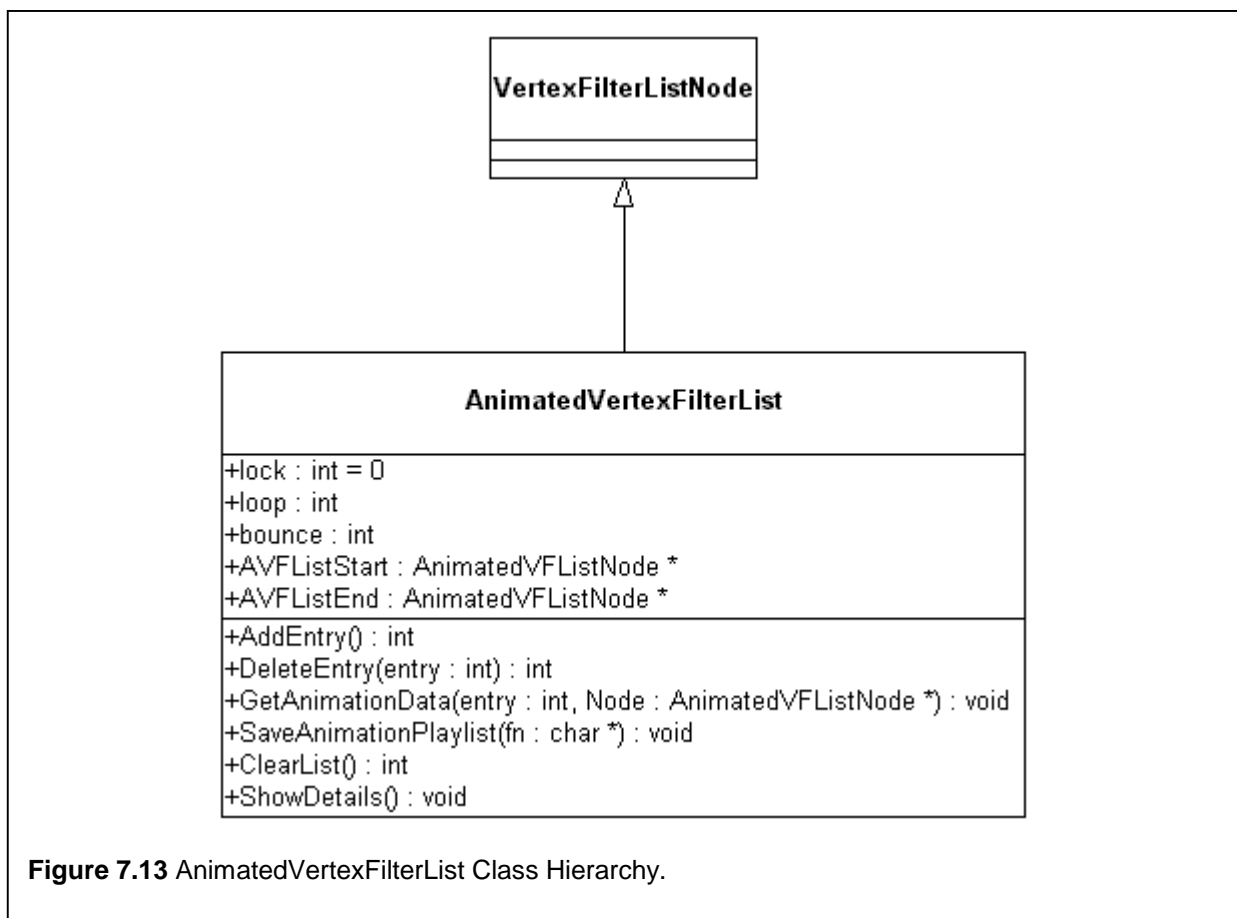 VertexFilterListNode
AnimatedVertexFilterList
+lock : int = 0
+loop : int
+bounce : int
+AVFListStart : AnimatedVFListNode *
+AVFListEnd : AnimatedVFListNode *
+AddEntry() : int
+DeleteEntry(entry : int) : int
+GetAnimationData(entry : int, Node : AnimatedVFListNode *) : void
+SaveAnimationPlaylist(fn : char *) : void
+ClearList() : int
+ShowDetails() : void
Figure 7.13 AnimatedVertexFilterList Class Hierarchy.